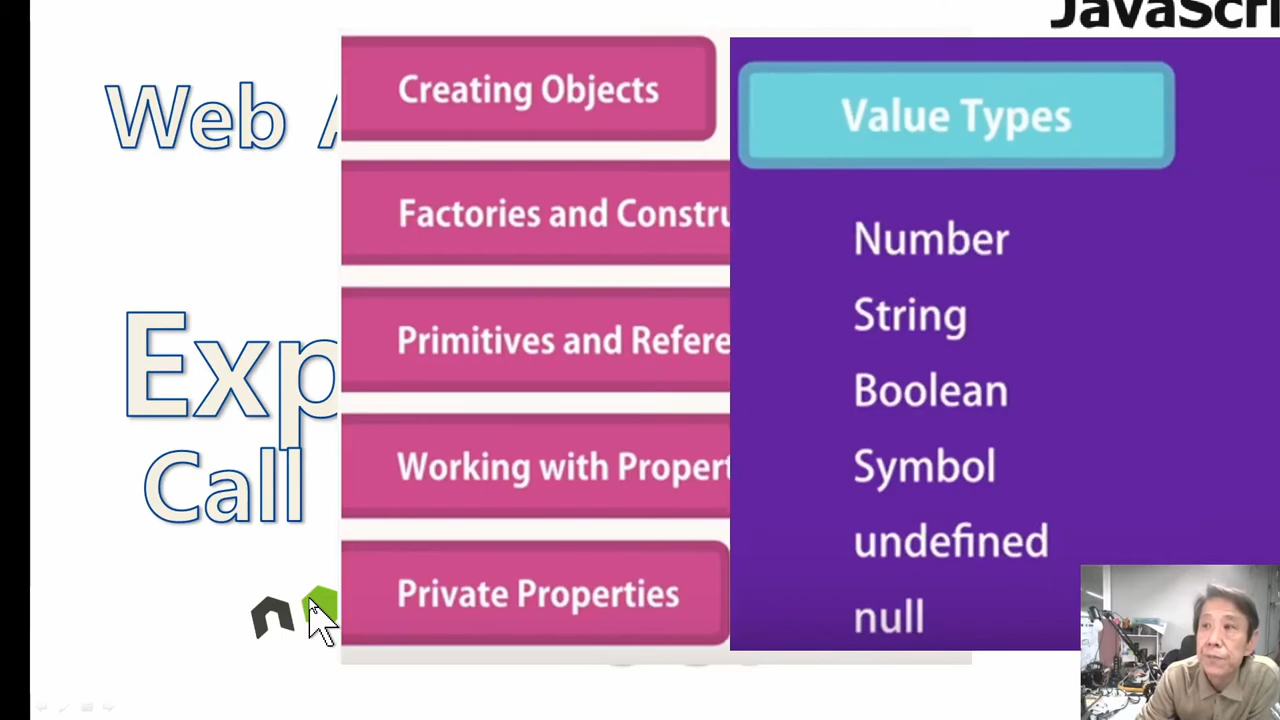 JavaScri
Web A
Exp
Call
n
Creating Objects
Factories and Constru
Primitives and Refere
Working with Propert
Private Properties
Value Types
Number
String
Boolean
Symbol
undefined
null